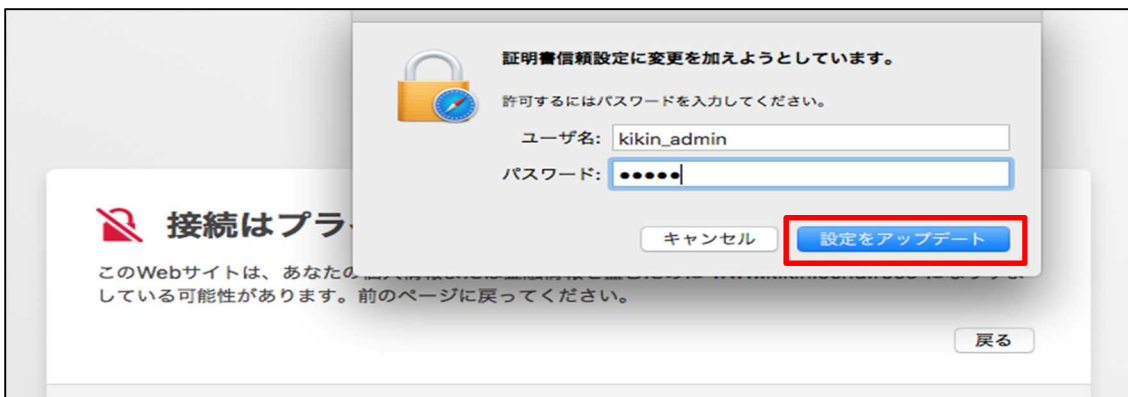 証明書信頼設定に変更を加えようとしています。
許可するにはパスワードを入力してください。
ユーザ名: kikin_admin
パスワード: ●●●●●
キャンセル 設定をアップデート
接続はプライ
このWebサイトは、あなたの
している可能性があります。前のページに戻ってください。
戻る